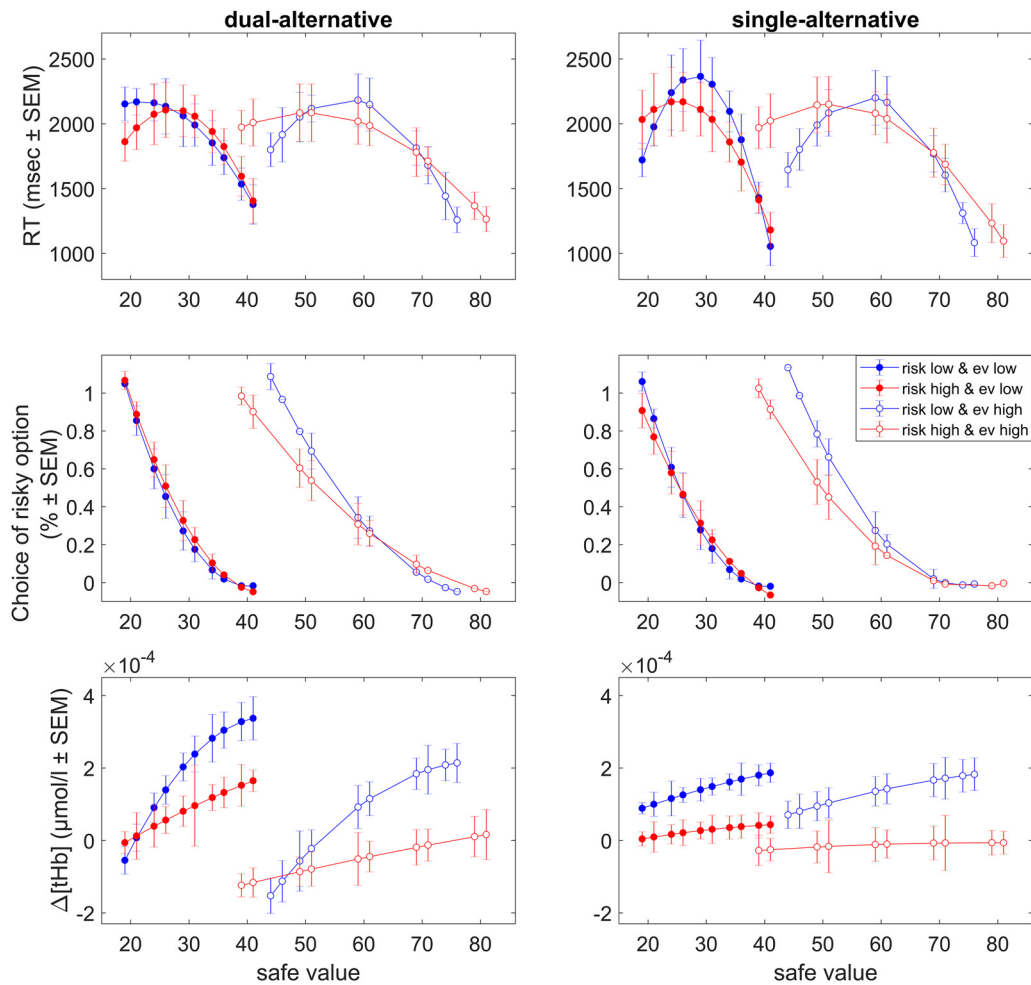 dual-alternative
single-alternative
RT (msec ± SEM)
2500
2000
1500
1000
20 30 40 50 60 70 80
2500
2000
1500
1000
20 30 40 50 60 70 80
Choice of risky option
(% ± SEM)
1
0.8
0.6
0.4
0.2
0
20 30 40 50 60 70 80
1
0.8
0.6
0.4
0.2
0
20 30 40 50 60 70 80
risk low & ev low
risk high & ev low
risk low & ev high
risk high & ev high
Δ[tHb] (μmol/l ± SEM)
×10-4
4
2
0
-2
20 30 40 50 60 70 80
safe value
×10-4
4
2
0
-2
20 30 40 50 60 70 80
safe value